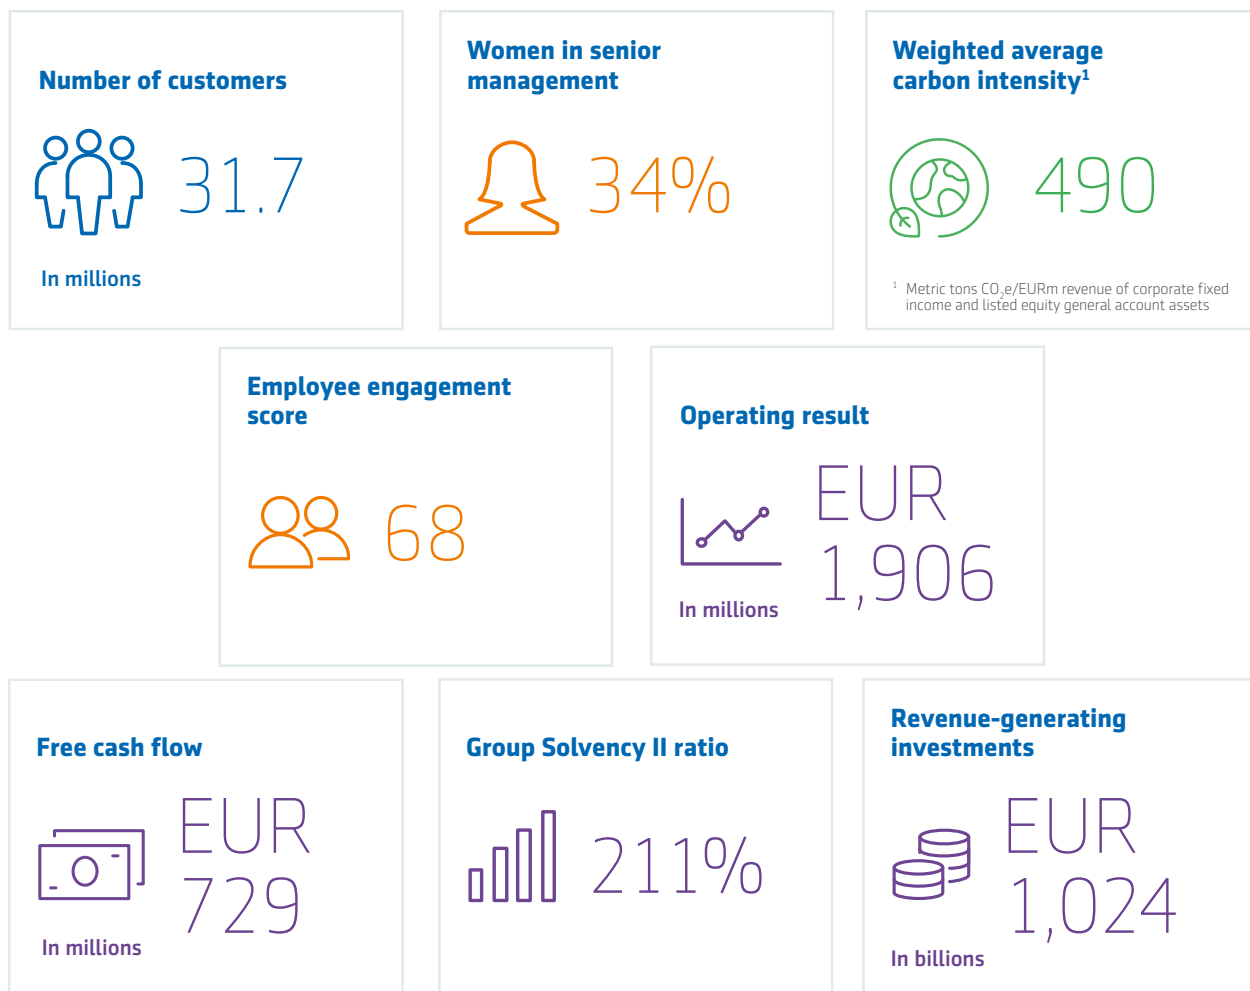 Number of customers
31.7
In millions
Women in senior
management
34%
Weighted average
carbon intensity¹
490
¹ Metric tons CO₂e/EURm revenue of corporate fixed
income and listed equity general account assets
Employee engagement
score
68
Operating result
EUR
1,906
In millions
Free cash flow
EUR
729
In millions
Group Solvency II ratio
211%
Revenue-generating
investments
EUR
1,024
In billions